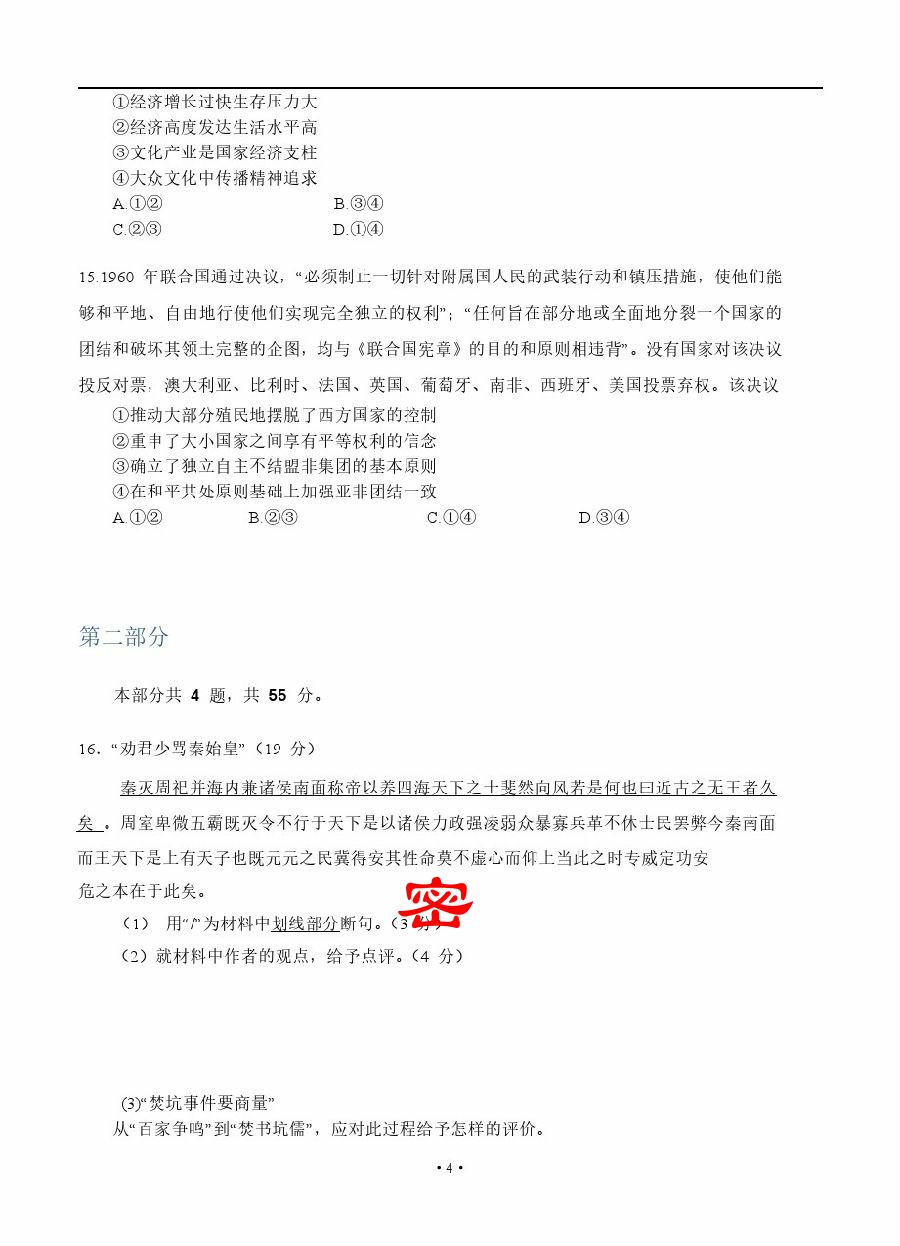 ①经济增长过快生存压力大
②经济高度发达生活水平高
③文化产业是国家经济支柱
④大众文化中传播精神追求
A.①② B.③④
C.②③ D.①④
15.1960 年联合国通过决议，“必须制止一切针对附属国人民的武装行动和镇压措施，使他们能
够和平地、自由地行使他们实现完全独立的权利”；“任何旨在部分地或全面地分裂一个国家的
团结和破坏其领土完整的企图，均与《联合国宪章》的目的和原则相违背”。没有国家对该决议
投反对票，澳大利亚、比利时、法国、英国、葡萄牙、南非、西班牙、美国投票弃权。该决议
①推动大部分殖民地摆脱了西方国家的控制
②重申了大小国家之间享有平等权利的信念
③确立了独立自主不结盟非集团的基本原则
④在和平共处原则基础上加强亚非团结一致
A.①② B.②③ C.①④ D.③④
第二部分
本部分共 4 题，共 55 分。
16．“劝君少骂秦始皇”（19 分）
秦灭周祀并海内兼诸侯南面称帝以养四海天下之士斐然向风若是何也曰近古之无王者久
矣 。周室卑微五霸既灭令不行于天下是以诸侯力政强凌弱众暴寡兵革不休士民罢弊今秦南面
而王天下是上有天子也既元元之民冀得安其性命莫不虚心而仰上当此之时专威定功安
危之本在于此矣。
（1） 用“/”为材料中划线部分断句。（3 分）
密
（2）就材料中作者的观点，给予点评。（4 分）
(3)“焚坑事件要商量”
从“百家争鸣”到“焚书坑儒”，应对此过程给予怎样的评价。
• 4 •